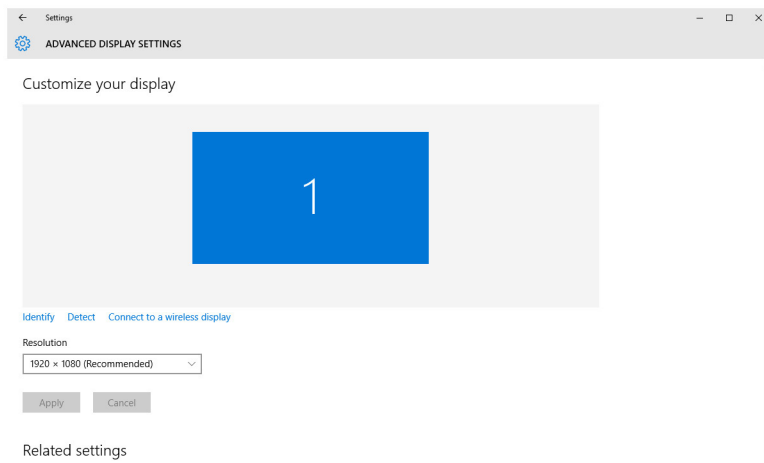 Settings
ADVANCED DISPLAY SETTINGS
Customize your display
1
Identify Detect Connect to a wireless display
Resolution
1920 × 1080 (Recommended)
Apply Cancel
Related settings